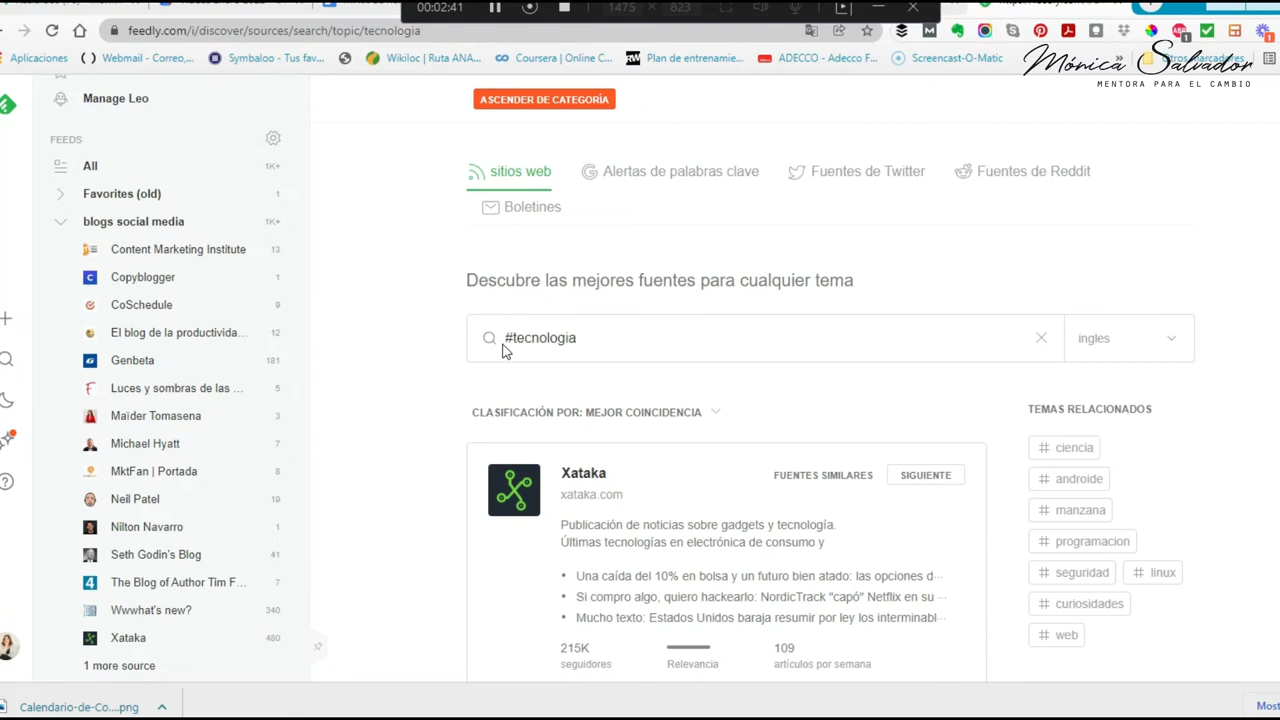 00:02:41
1475 × 823
feedly.com/i/discover/sources/search/topic/tecnologia
Aplicaciones
Webmail - Correo,...
Symbaloo - Tus fav...
Wikiloc | Ruta ANA...
Coursera | Online C...
Plan de entrenamie...
ADECCO - Adecco F...
Screencast-O-Matic
»
Otros marcadores
Mónica Salvador
MENTORA PARA EL CAMBIO
Manage Leo
ASCENDER DE CATEGORÍA
FEEDS
All 1K+
Favorites (old) 1
blogs social media 1K+
Content Marketing Institute 13
Copyblogger 1
CoSchedule 9
El blog de la productivida... 12
Genbeta 181
Luces y sombras de las ... 5
Maïder Tomasena 3
Michael Hyatt 7
MktFan | Portada 8
Neil Patel 19
Nilton Navarro 1
Seth Godin's Blog 41
The Blog of Author Tim F... 7
Wwwhat's new? 340
Xataka 480
1 more source
sitios web
Alertas de palabras clave
Fuentes de Twitter
Fuentes de Reddit
Boletines
Descubre las mejores fuentes para cualquier tema
#tecnologia
ingles
CLASIFICACIÓN POR: MEJOR COINCIDENCIA
Xataka
FUENTES SIMILARES
SIGUIENTE
xataka.com
Publicación de noticias sobre gadgets y tecnología.
Últimas tecnologías en electrónica de consumo y
• Una caída del 10% en bolsa y un futuro bien atado: las opciones d...
• Si compro algo, quiero hackearlo: NordicTrack "capó" Netflix en su ...
• Mucho texto: Estados Unidos baraja resumir por ley los interminabl...
215K
seguidores
Relevancia
109
artículos por semana
TEMAS RELACIONADOS
# ciencia
# androide
# manzana
# programacion
# seguridad
# linux
# curiosidades
# web
Calendario-de-Co....png
Most